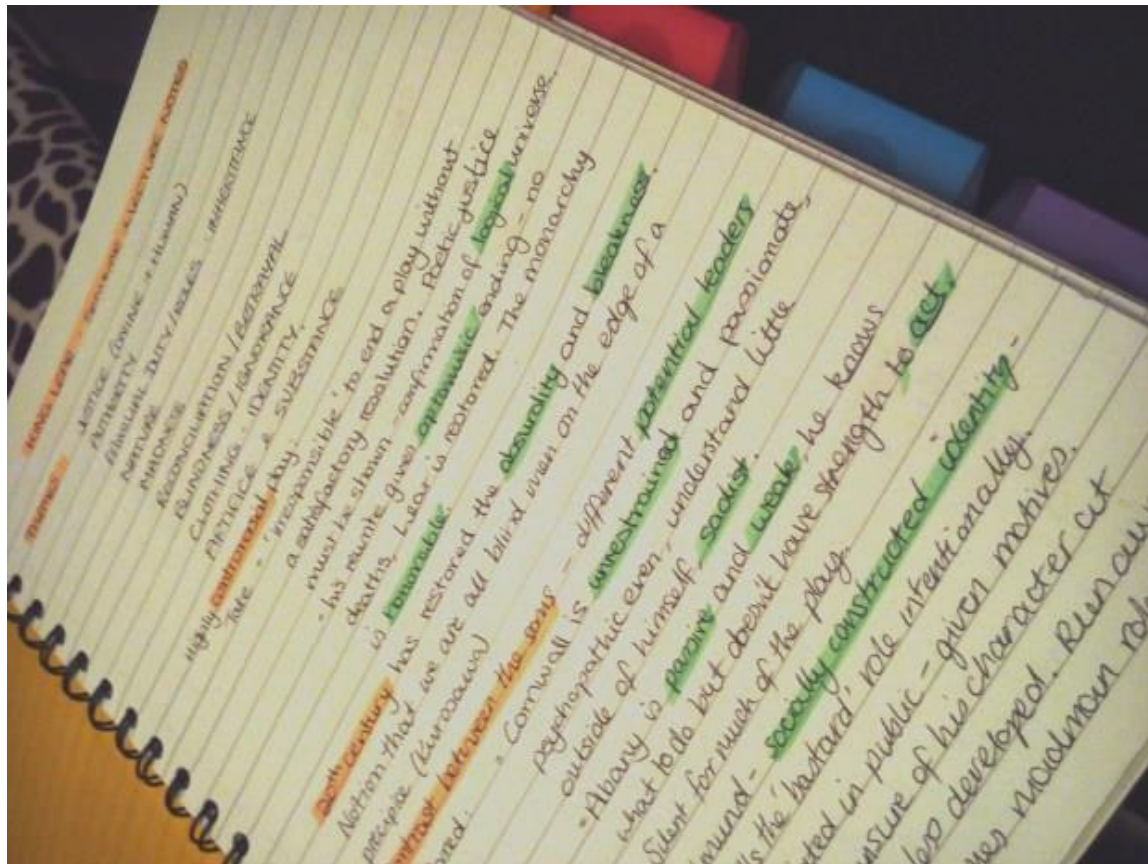 KING LEAR - LECTURE NOTES
THEMES
JUSTICE (DIVINE + HUMAN)
AUTHORITY
FAMILIAL DUTY/ROLES : INHERITANCE
NATURE
MADNESS
RECONCILIATION / BETRAYAL
BLINDNESS / IGNORANCE
CLOTHING : IDENTITY,
ARTIFICE & SUBSTANCE
Highly controversial play:
Tate - 'irresponsible' to end a play without
a satisfactory resolution. Poetic justice
must be shown - confirmation of logical universe.
- his rewrite gives optimistic ending - no
deaths, Lear is restored. The monarchy
is
20th century has restored the absurdity and bleakness.
Notion that we are all blind men on the edge of a
precipice (Kurosawa)
contrast between the sons - different potential leaders
- Cornwall is unrestrained and passionate,
psychopathic even, understand little
outside of himself. sadist.
- Albany is passive and weak, he knows
what to do but doesn't have strength to act.
Silent for much of the play.
- socially constructed identity -
the 'bastard' role intentionally.
in public - given motives.
of his character cut
developed.